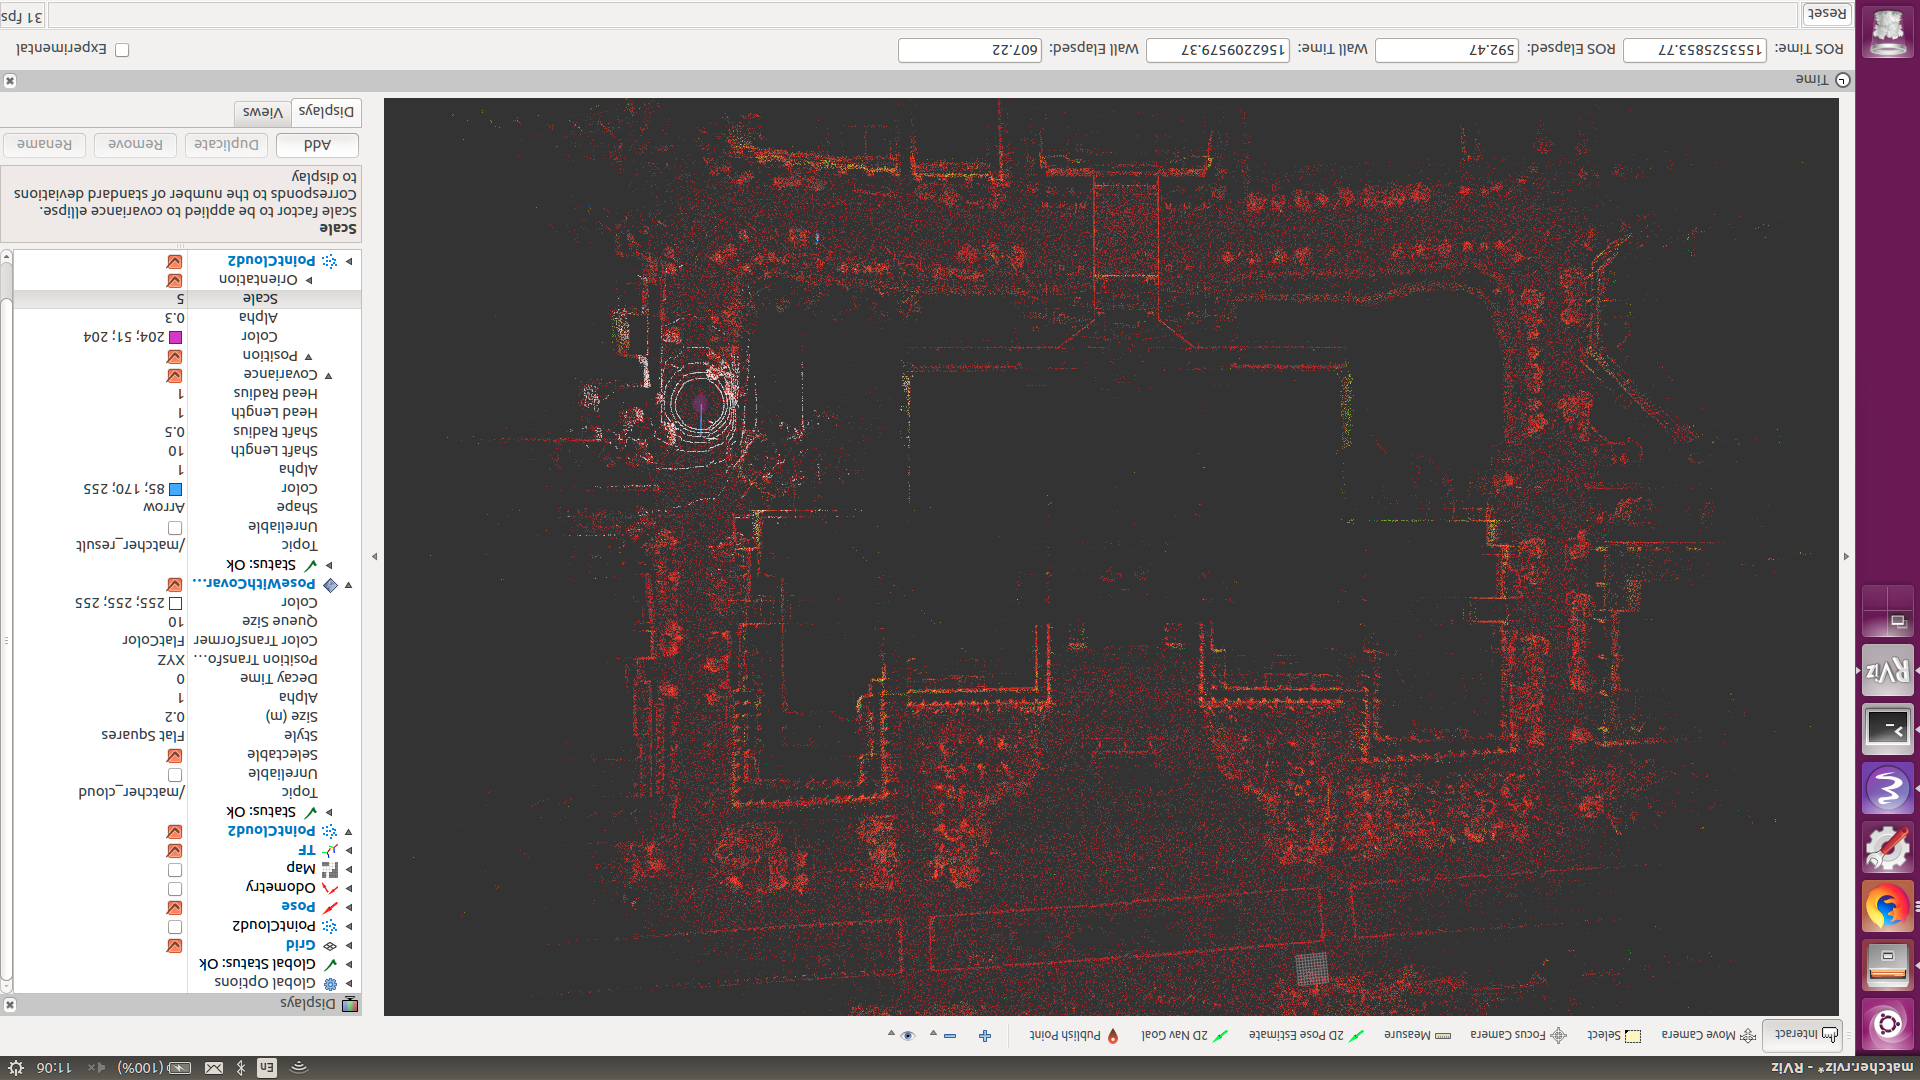 matcher.rviz* - RViz
En (100%) 11:06
Interact Move Camera Select Focus Camera Measure 2D Pose Estimate 2D Nav Goal Publish Point
Displays
Global Options
Global Status: Ok
Grid
PointCloud2
Pose
Odometry
Map
TF
PointCloud2
Status: Ok
Topic /matcher_cloud
Unreliable
Selectable
Style Flat Squares
Size (m) 0.2
Alpha 1
Decay Time 0
Position Transfo... XYZ
Color Transformer FlatColor
Queue Size 10
Color 255; 255; 255
PoseWithCovar...
Status: Ok
Topic /matcher_result
Unreliable
Shape Arrow
Color 85; 170; 255
Alpha 1
Shaft Length 10
Shaft Radius 0.5
Head Length 1
Head Radius 1
Covariance
Position
Color 204; 51; 204
Alpha 0.3
Scale 5
Orientation
PointCloud2
Scale
Scale factor to be applied to covariance ellipse.
Corresponds to the number of standard deviations
to display
Add Duplicate Remove Rename
Displays Views
Time
ROS Time: 1553525853.77 ROS Elapsed: 592.47 Wall Time: 1562209579.37 Wall Elapsed: 607.22 Experimental
Reset 31 fps
RViz